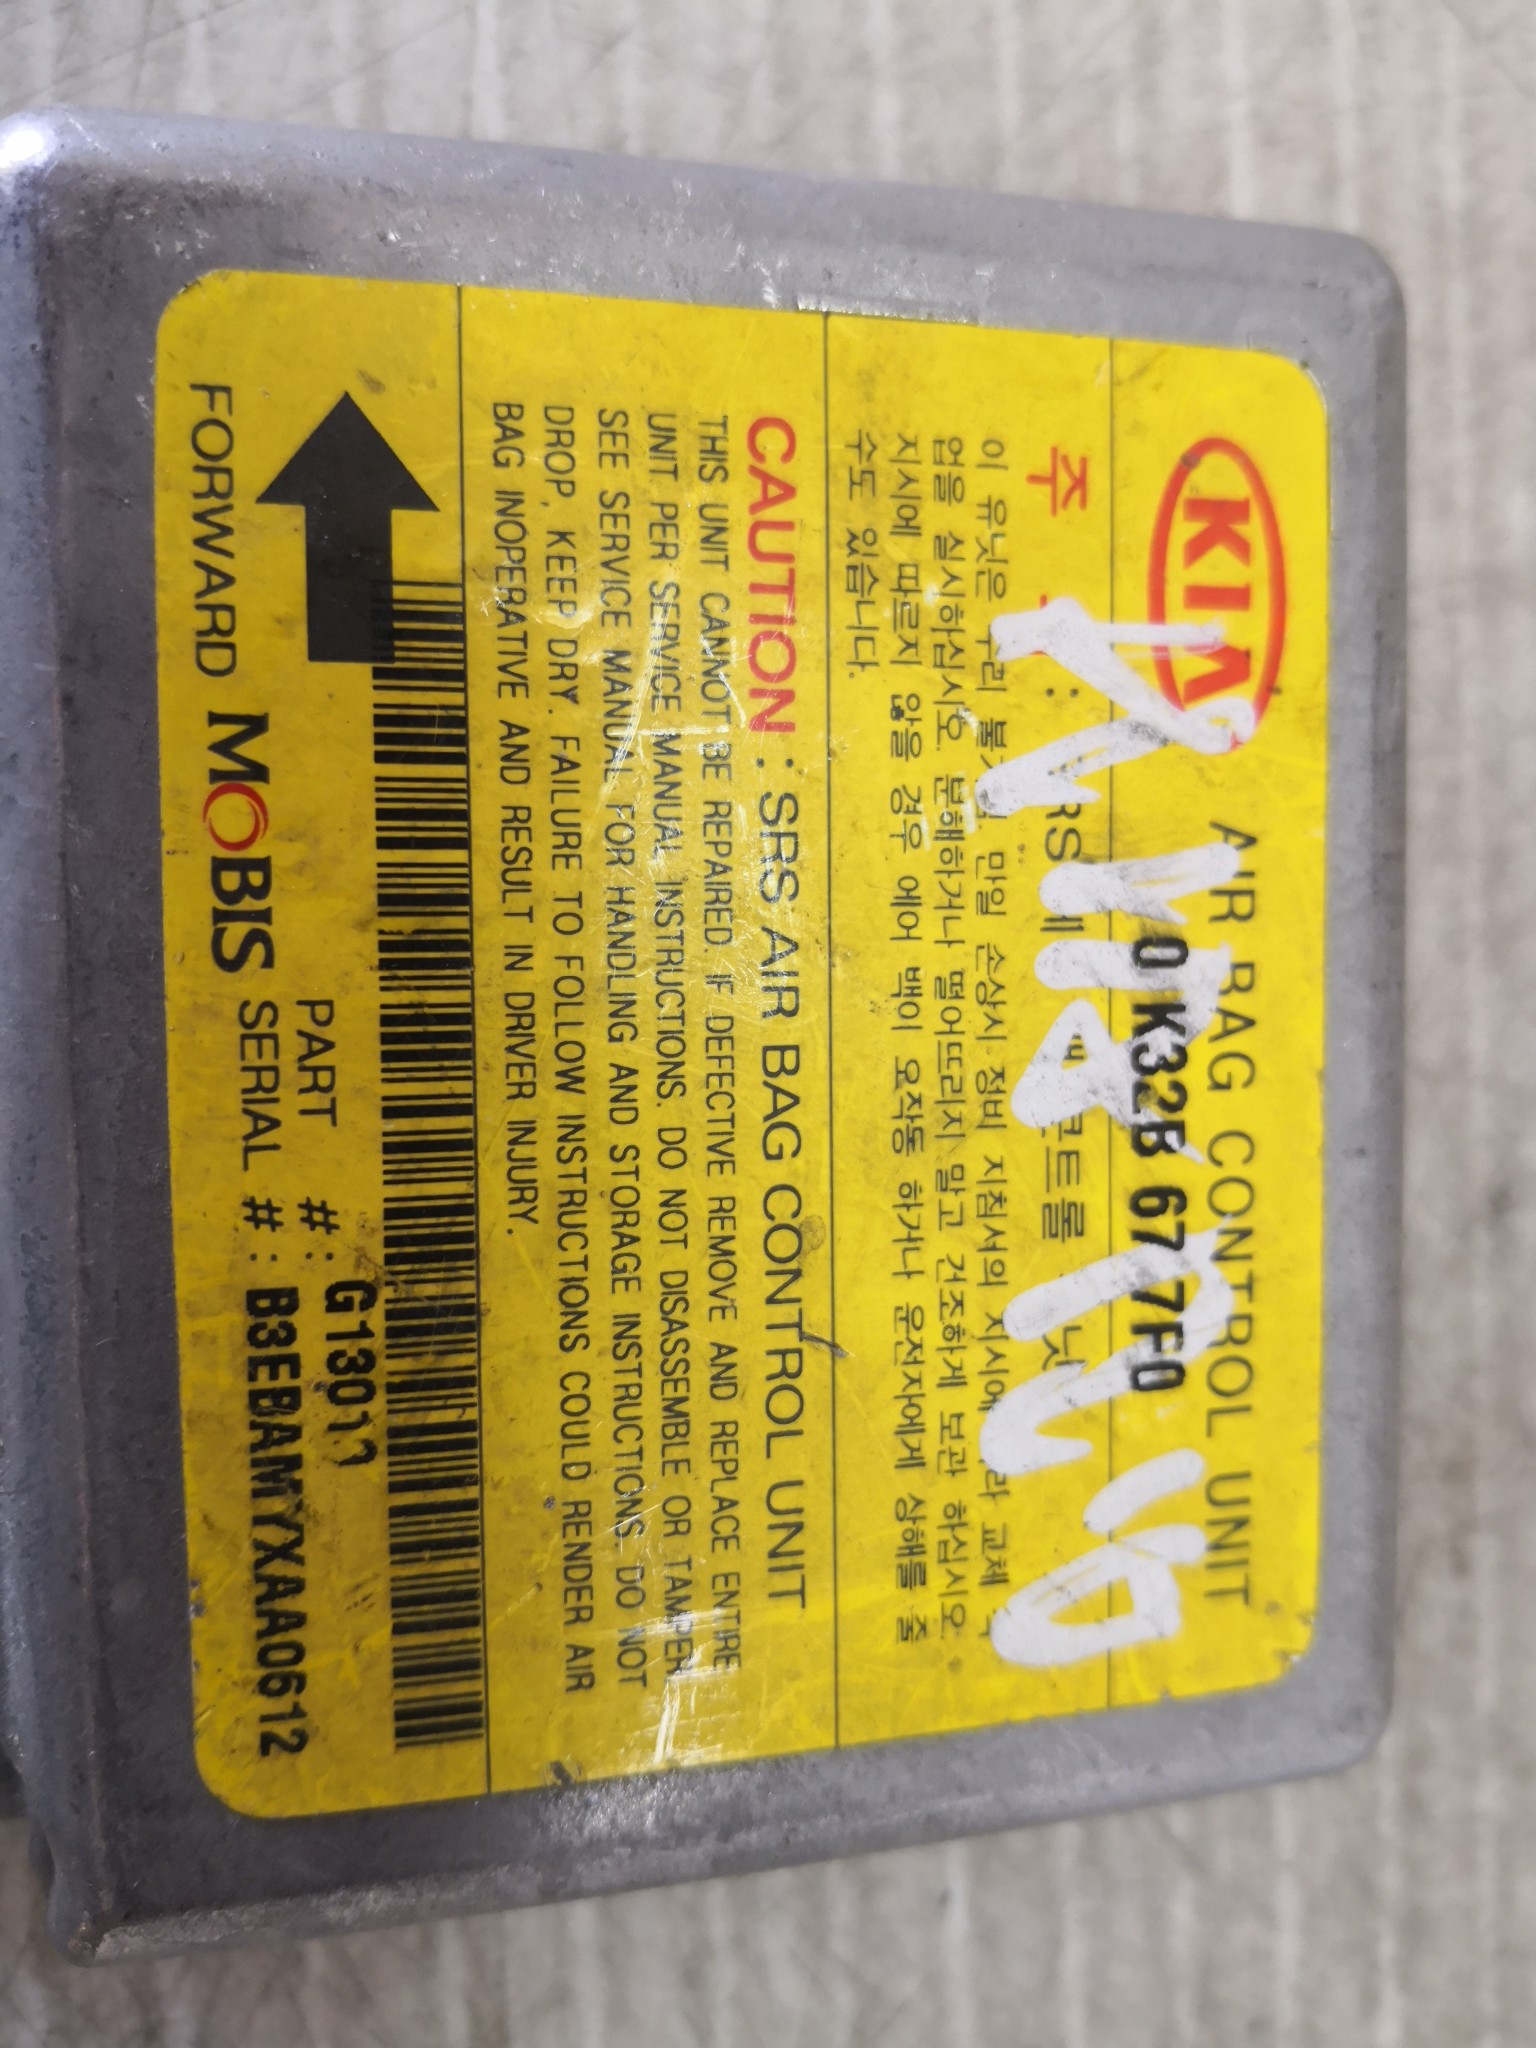 KIA AIR BAG CONTROL UNIT
0K32B 677F0
주
이 유닛은 수리 만일 손상시 정비 지침서의 지시에 따라 교체 작
업을 실시하십시오. 분해하거나 떨어뜨리지 말고 건조하게 보관 하십시오.
지시에 따르지 않을 경우 에어 백이 오작동 하거나 운전자에게 상해를 줄
수도 있습니다.
CAUTION : SRS AIR BAG CONTROL UNIT
THIS UNIT CANNOT BE REPAIRED. IF DEFECTIVE REMOVE AND REPLACE ENTIRE
UNIT PER SERVICE MANUAL INSTRUCTIONS. DO NOT DISASSEMBLE OR TAMPER
SEE SERVICE MANUAL FOR HANDLING AND STORAGE INSTRUCTIONS. DO NOT
DROP, KEEP DRY. FAILURE TO FOLLOW INSTRUCTIONS COULD RENDER AIR
BAG INOPERATIVE AND RESULT IN DRIVER INJURY.
PART #:
FORWARD MOBIS SERIAL #: B3EBAMYXAA0612